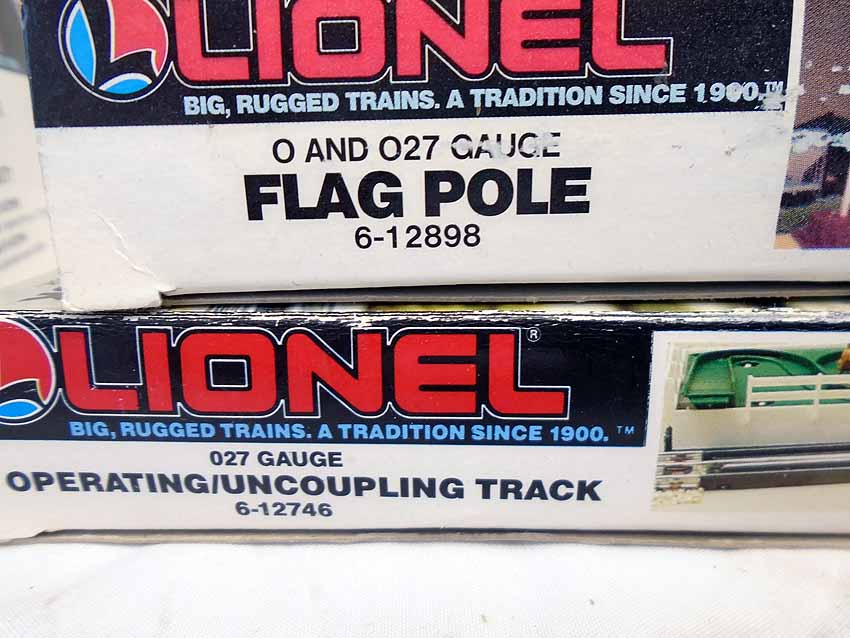 LIONEL
BIG, RUGGED TRAINS. A TRADITION SINCE 1900.™
O AND O27 GAUGE
FLAG POLE
6-12898
LIONEL®
BIG, RUGGED TRAINS. A TRADITION SINCE 1900. ™
027 GAUGE
OPERATING/UNCOUPLING TRACK
6-12746